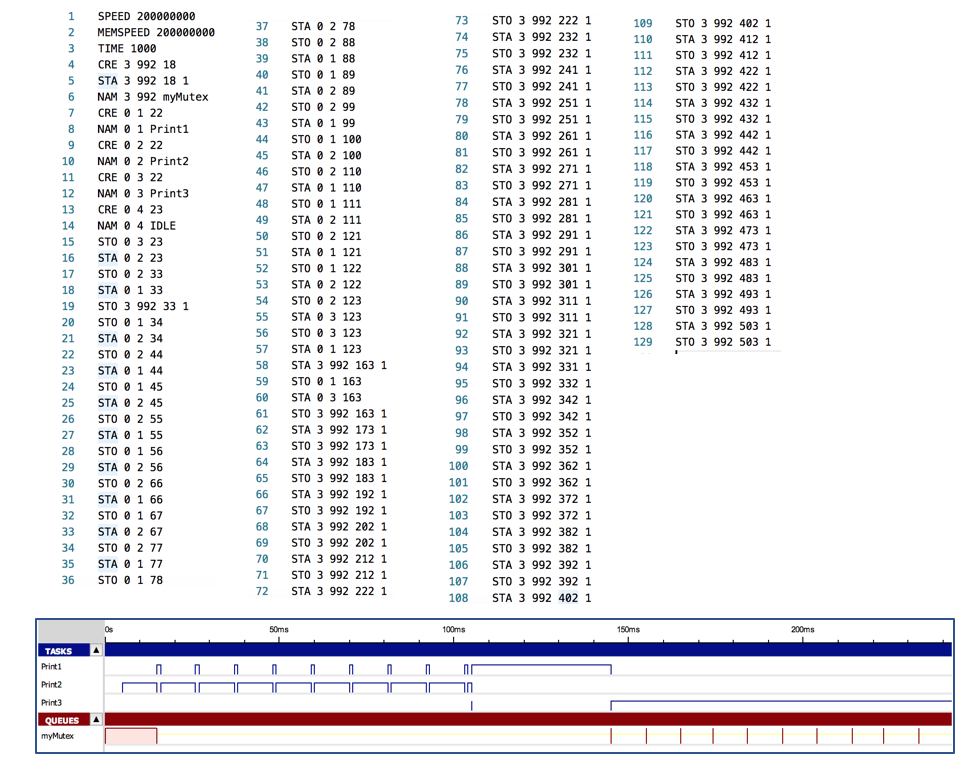 1 SPEED 200000000
2 MEMSPEED 200000000
3 TIME 1000
4 CRE 3 992 18
5 STA 3 992 18 1
6 NAM 3 992 myMutex
7 CRE 0 1 22
8 NAM 0 1 Print1
9 CRE 0 2 22
10 NAM 0 2 Print2
11 CRE 0 3 22
12 NAM 0 3 Print3
13 CRE 0 4 23
14 NAM 0 4 IDLE
15 STO 0 3 23
16 STA 0 2 23
17 STO 0 2 33
18 STA 0 1 33
19 STO 3 992 33 1
20 STO 0 1 34
21 STA 0 2 34
22 STO 0 2 44
23 STA 0 1 44
24 STO 0 1 45
25 STA 0 2 45
26 STO 0 2 55
27 STA 0 1 55
28 STO 0 1 56
29 STA 0 2 56
30 STO 0 2 66
31 STA 0 1 66
32 STO 0 1 67
33 STA 0 2 67
34 STO 0 2 77
35 STA 0 1 77
36 STO 0 1 78
37 STA 0 2 78
38 STO 0 2 88
39 STA 0 1 88
40 STO 0 1 89
41 STA 0 2 89
42 STO 0 2 99
43 STA 0 1 99
44 STO 0 1 100
45 STA 0 2 100
46 STO 0 2 110
47 STA 0 1 110
48 STO 0 1 111
49 STA 0 2 111
50 STO 0 2 121
51 STA 0 1 121
52 STO 0 1 122
53 STA 0 2 122
54 STO 0 2 123
55 STA 0 3 123
56 STO 0 3 123
57 STA 0 1 123
58 STA 3 992 163 1
59 STO 0 1 163
60 STA 0 3 163
61 STO 3 992 163 1
62 STA 3 992 173 1
63 STO 3 992 173 1
64 STA 3 992 183 1
65 STO 3 992 183 1
66 STA 3 992 192 1
67 STO 3 992 192 1
68 STA 3 992 202 1
69 STO 3 992 202 1
70 STA 3 992 212 1
71 STO 3 992 212 1
72 STA 3 992 222 1
73 STO 3 992 222 1
74 STA 3 992 232 1
75 STO 3 992 232 1
76 STA 3 992 241 1
77 STO 3 992 241 1
78 STA 3 992 251 1
79 STO 3 992 251 1
80 STA 3 992 261 1
81 STO 3 992 261 1
82 STA 3 992 271 1
83 STO 3 992 271 1
84 STA 3 992 281 1
85 STO 3 992 281 1
86 STA 3 992 291 1
87 STO 3 992 291 1
88 STA 3 992 301 1
89 STO 3 992 301 1
90 STA 3 992 311 1
91 STO 3 992 311 1
92 STA 3 992 321 1
93 STO 3 992 321 1
94 STA 3 992 331 1
95 STO 3 992 332 1
96 STA 3 992 342 1
97 STO 3 992 342 1
98 STA 3 992 352 1
99 STO 3 992 352 1
100 STA 3 992 362 1
101 STO 3 992 362 1
102 STA 3 992 372 1
103 STO 3 992 372 1
104 STA 3 992 382 1
105 STO 3 992 382 1
106 STA 3 992 392 1
107 STO 3 992 392 1
108 STA 3 992 402 1
109 STO 3 992 402 1
110 STA 3 992 412 1
111 STO 3 992 412 1
112 STA 3 992 422 1
113 STO 3 992 422 1
114 STA 3 992 432 1
115 STO 3 992 432 1
116 STA 3 992 442 1
117 STO 3 992 442 1
118 STA 3 992 453 1
119 STO 3 992 453 1
120 STA 3 992 463 1
121 STO 3 992 463 1
122 STA 3 992 473 1
123 STO 3 992 473 1
124 STA 3 992 483 1
125 STO 3 992 483 1
126 STA 3 992 493 1
127 STO 3 992 493 1
128 STA 3 992 503 1
129 STO 3 992 503 1
0s 50ms 100ms 150ms 200ms
TASKS
Print1
Print2
Print3
QUEUES
myMutex